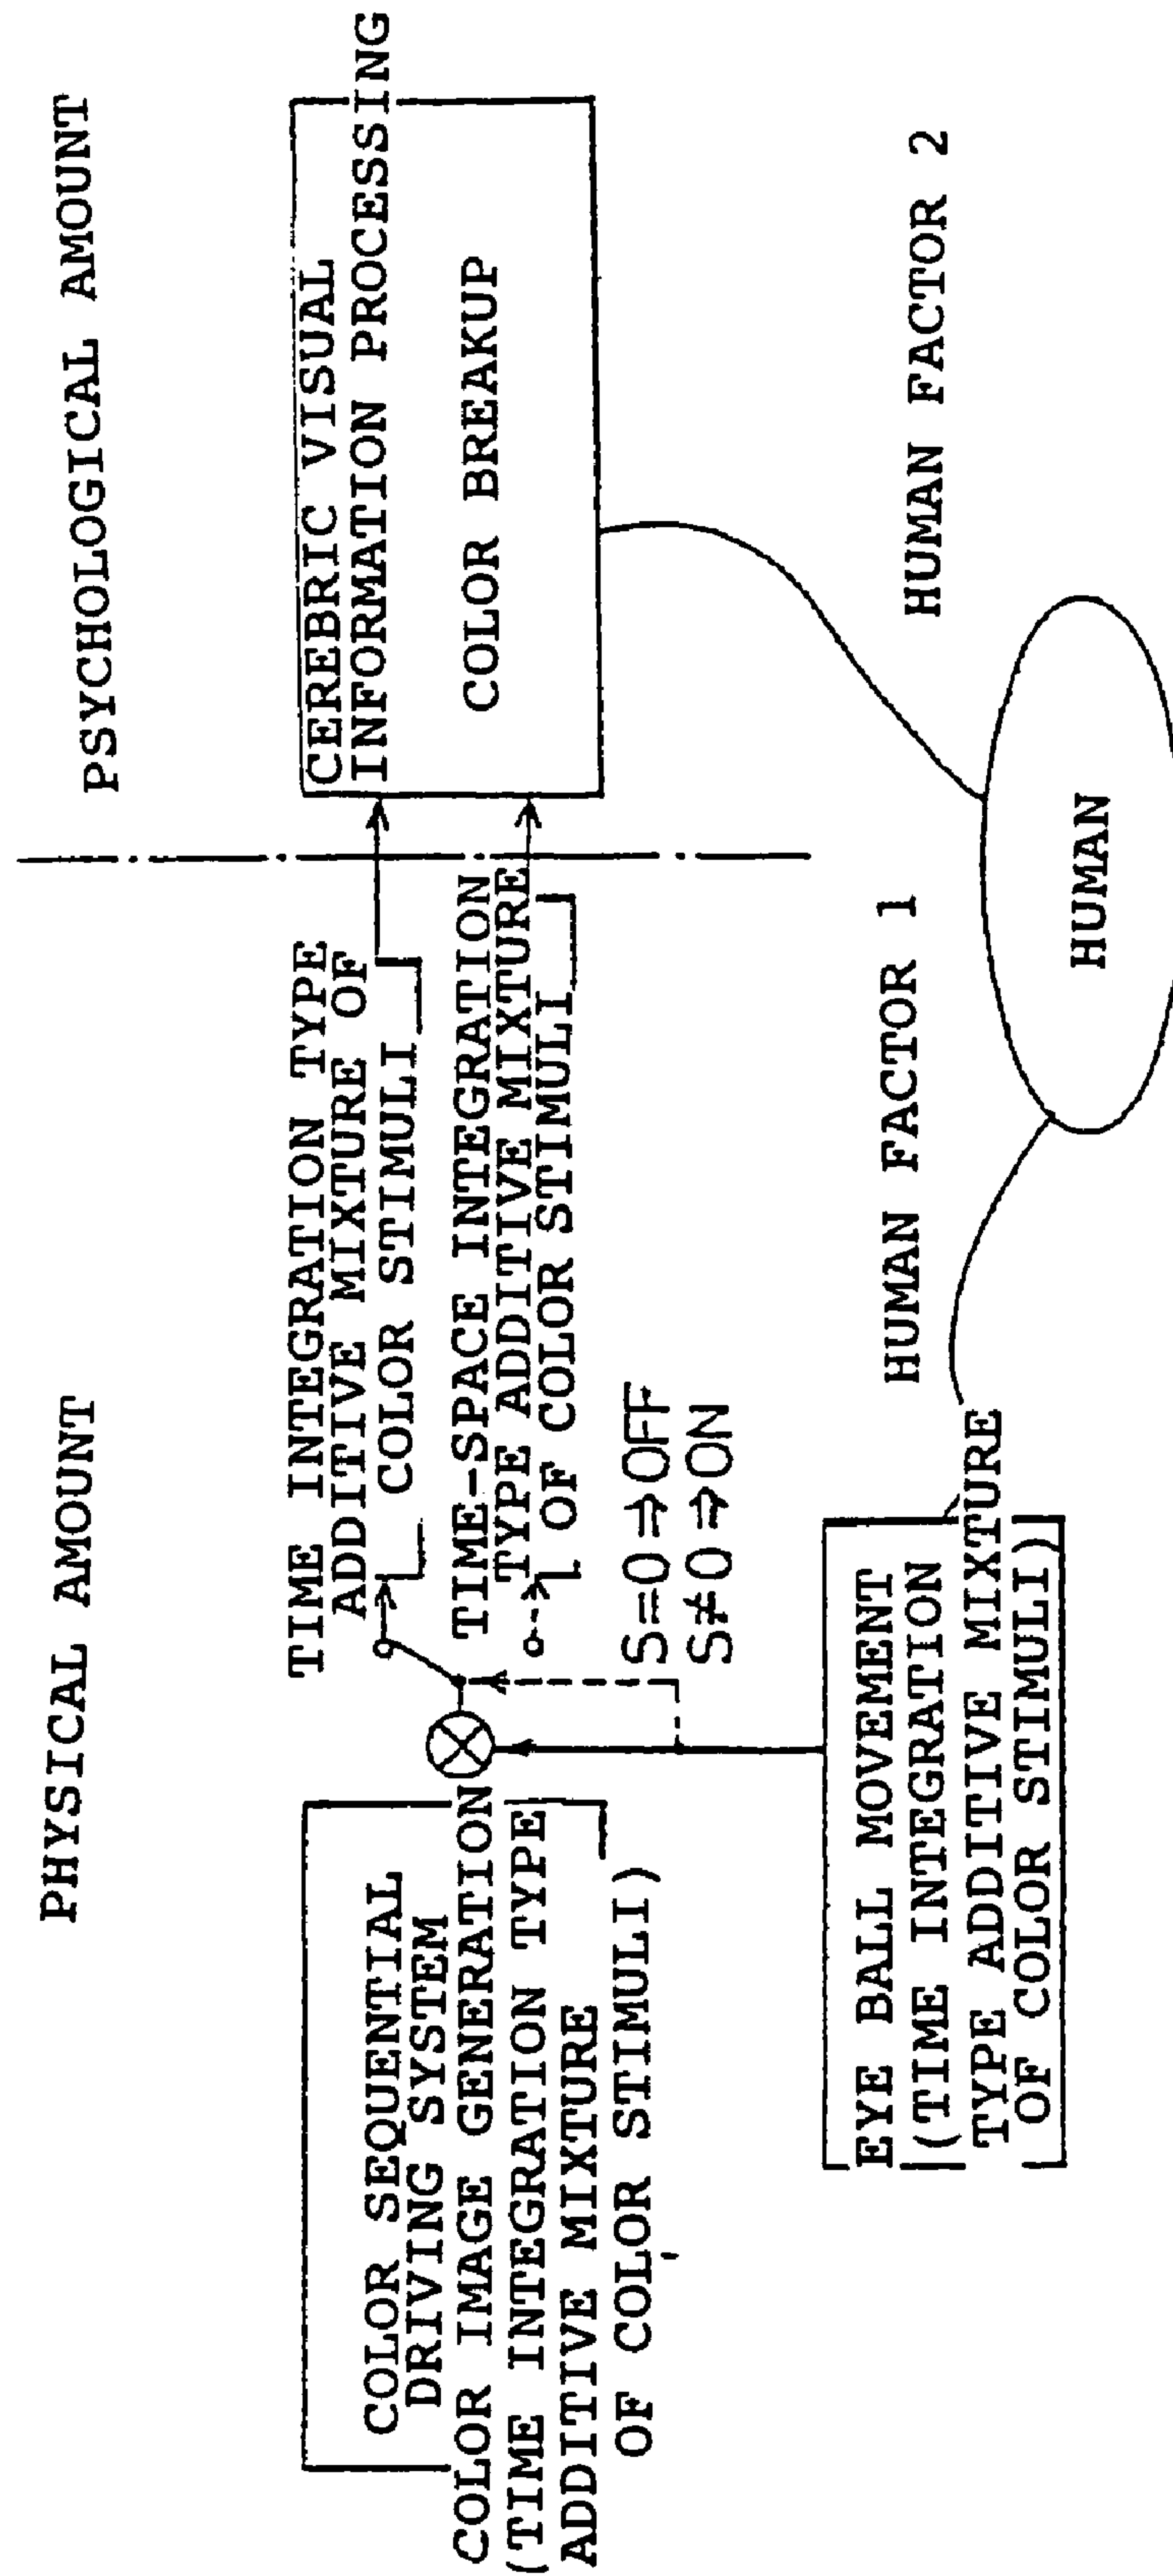 PHYSICAL AMOUNT
PSYCHOLOGICAL AMOUNT
COLOR SEQUENTIAL
DRIVING SYSTEM
COLOR IMAGE GENERATION
(TIME INTEGRATION TYPE
ADDITIVE MIXTURE
OF COLOR STIMULI)
TIME INTEGRATION TYPE
ADDITIVE MIXTURE OF
COLOR STIMULI
TIME-SPACE INTEGRATION
TYPE ADDITIVE MIXTURE
OF COLOR STIMULI
S=0⇒OFF
S≠0⇒ON
CEREBRIC VISUAL
INFORMATION PROCESSING
COLOR BREAKUP
EYE BALL MOVEMENT
(TIME INTEGRATION
TYPE ADDITIVE MIXTURE
OF COLOR STIMULI)
HUMAN FACTOR 1
HUMAN FACTOR 2
HUMAN